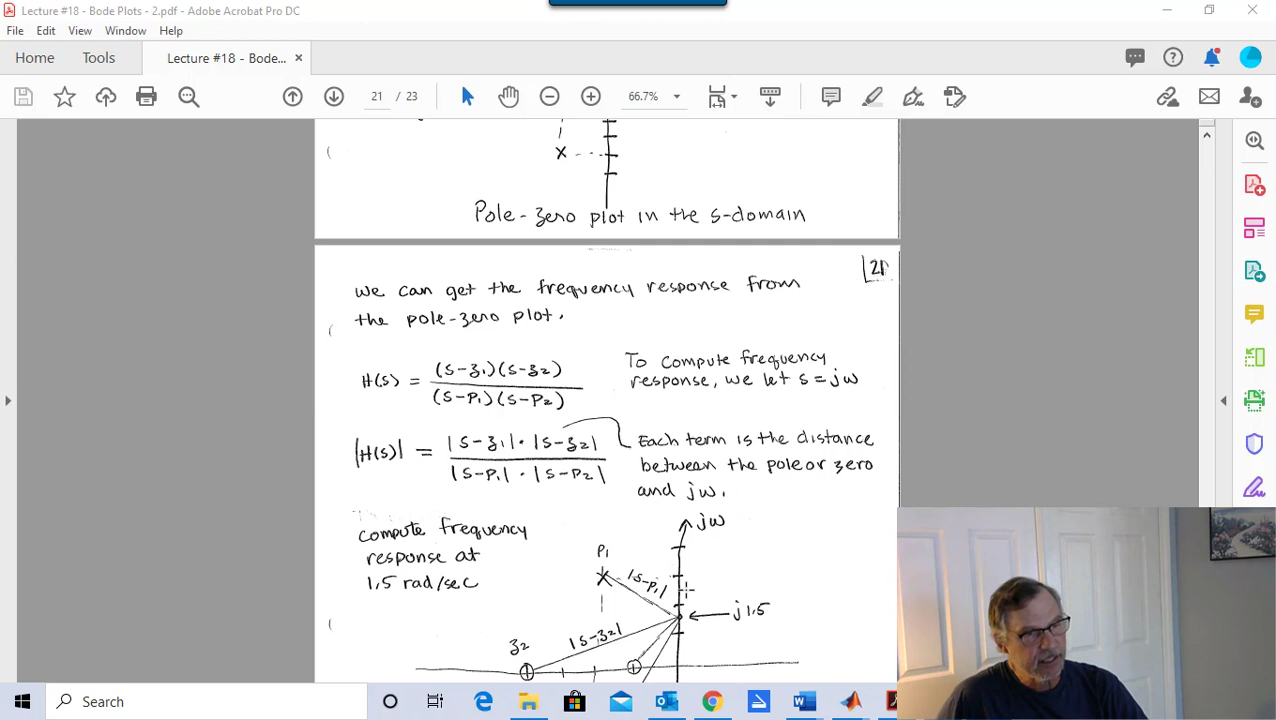 Lecture #18 - Bode Plots - 2.pdf - Adobe Acrobat Pro DC
File Edit View Window Help
Home Tools Lecture #18 - Bode... ×
21 / 23 66.7%
x
Pole-zero plot in the s-domain
21
We can get the frequency response from
the pole-zero plot.
H(s) = (s-z1)(s-z2) / (s-p1)(s-p2)
To compute frequency
response, we let s = jω
|H(s)| = |s-z1| · |s-z2| / |s-p1| · |s-p2|
Each term is the distance
between the pole or zero
and jω.
compute frequency
response at
1.5 rad/sec
jω
P1
|s-p1|
j1.5
z2
|s-z2|
Search